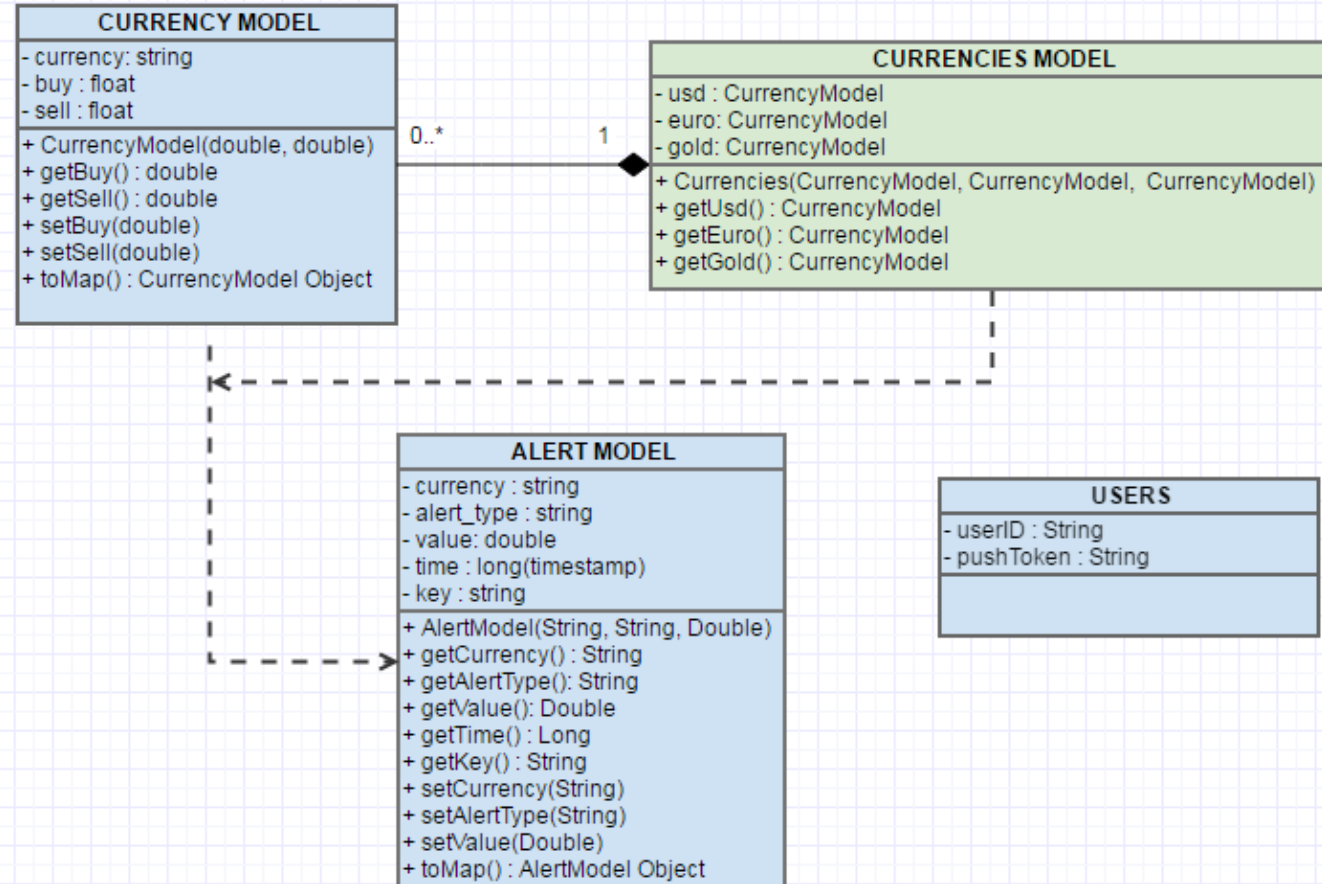 CURRENCY MODEL
- currency: string
- buy : float
- sell : float
+ CurrencyModel(double, double)
+ getBuy() : double
+ getSell() : double
+ setBuy(double)
+ setSell(double)
+ toMap() : CurrencyModel Object
0..*
1
CURRENCIES MODEL
- usd : CurrencyModel
- euro: CurrencyModel
- gold: CurrencyModel
+ Currencies(CurrencyModel, CurrencyModel, CurrencyModel)
+ getUsd() : CurrencyModel
+ getEuro() : CurrencyModel
+ getGold() : CurrencyModel
ALERT MODEL
- currency : string
- alert_type : string
- value: double
- time : long(timestamp)
- key : string
+ AlertModel(String, String, Double)
+ getCurrency() : String
+ getAlertType(): String
+ getValue(): Double
+ getTime() : Long
+ getKey() : String
+ setCurrency(String)
+ setAlertType(String)
+ setValue(Double)
+ toMap() : AlertModel Object
USERS
- userID : String
- pushToken : String